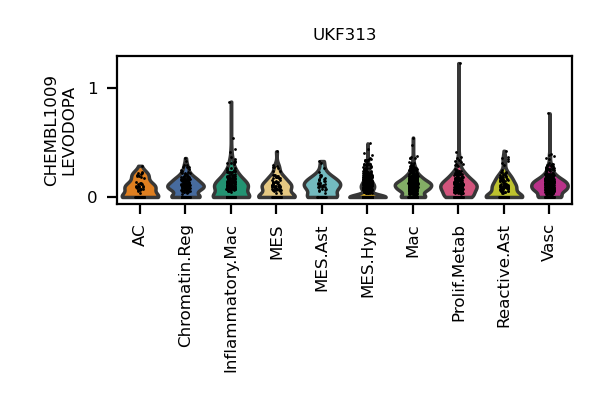 UKF313
CHEMBL1009
LEVODOPA
1
0
AC
Chromatin.Reg
Inflammatory.Mac
MES
MES.Ast
MES.Hyp
Mac
Prolif.Metab
Reactive.Ast
Vasc